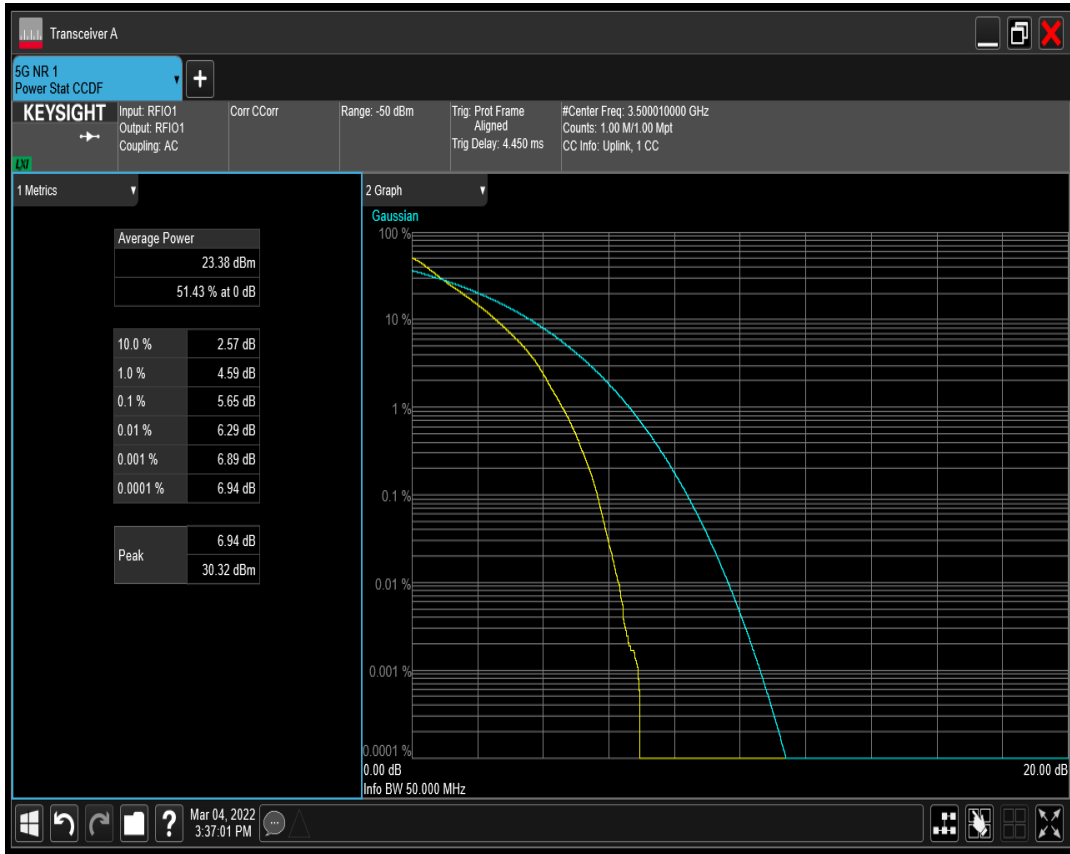 Transceiver A
5G NR 1
Power Stat CCDF
+
KEYSIGHT
LXI
Input: RFIO1
Output: RFIO1
Coupling: AC
Corr CCorr
Range: -50 dBm
Trig: Prot Frame
Aligned
Trig Delay: 4.450 ms
#Center Freq: 3.500010000 GHz
Counts: 1.00 M/1.00 Mpt
CC Info: Uplink, 1 CC
1 Metrics
Average Power
23.38 dBm
51.43 % at 0 dB
10.0 % 2.57 dB
1.0 % 4.59 dB
0.1 % 5.65 dB
0.01 % 6.29 dB
0.001 % 6.89 dB
0.0001 % 6.94 dB
Peak
6.94 dB
30.32 dBm
2 Graph
Gaussian
100 %
10 %
1 %
0.1 %
0.01 %
0.001 %
0.0001 %
0.00 dB 20.00 dB
Info BW 50.000 MHz
?
Mar 04, 2022
3:37:01 PM